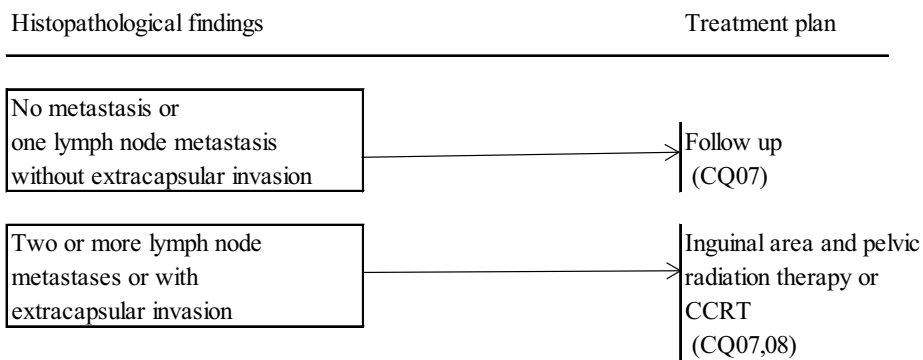 Histopathological findings
Treatment plan
No metastasis or
one lymph node metastasis
without extracapsular invasion
Follow up
(CQ07)
Two or more lymph node
metastases or with
extracapsular invasion
Inguinal area and pelvic
radiation therapy or
CCRT
(CQ07,08)